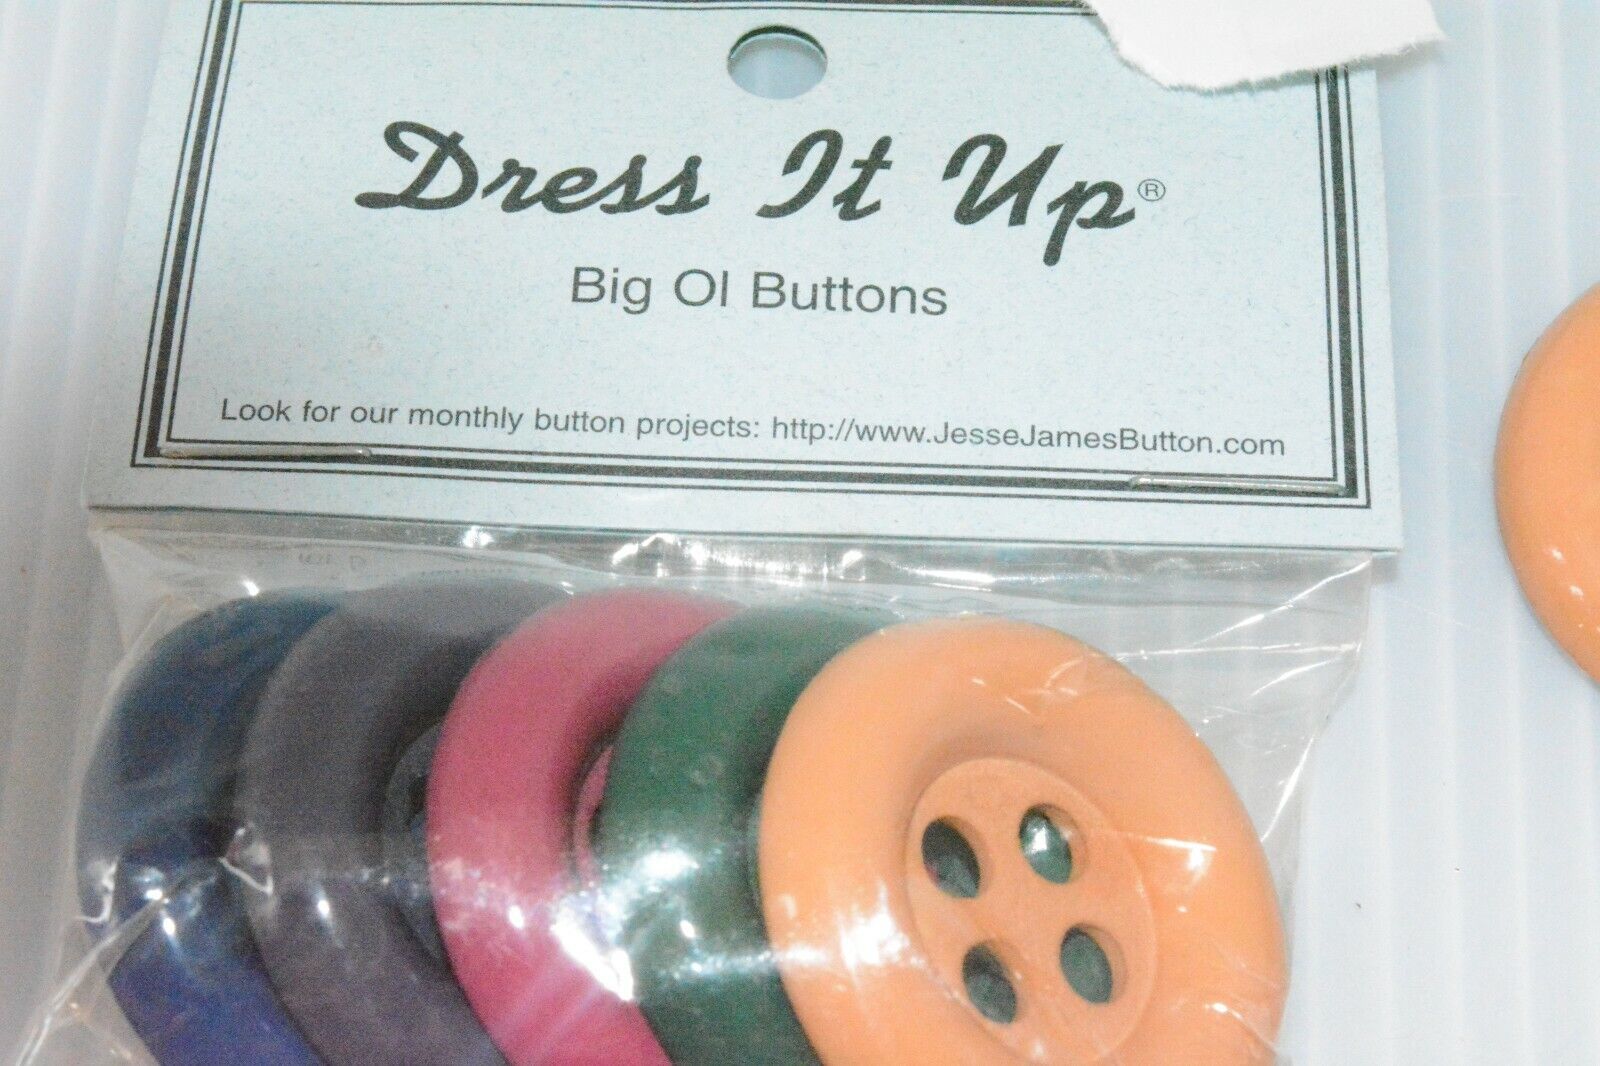 Dress It Up®
Big Ol Buttons
Look for our monthly button projects: http://www.JesseJamesButton.com